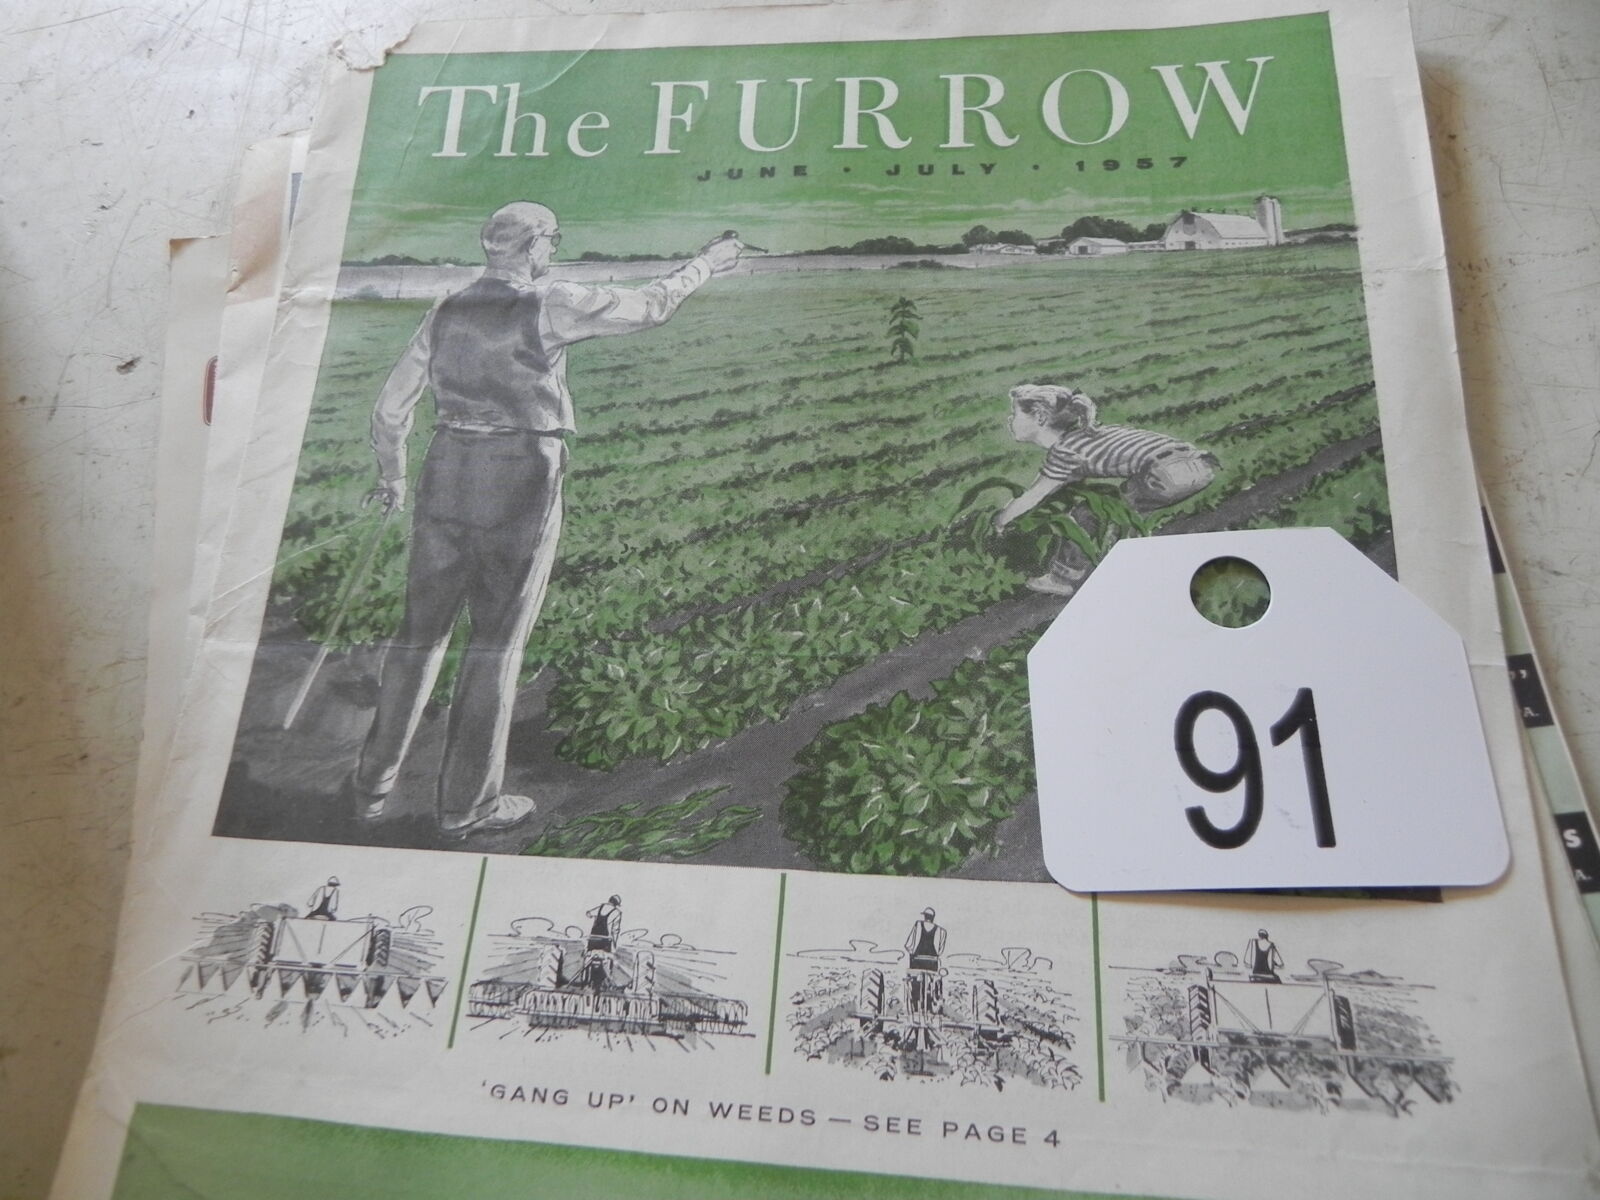 The FURROW
JUNE · JULY · 1957
91
"
A.
S
A.
'GANG UP' ON WEEDS — SEE PAGE 4